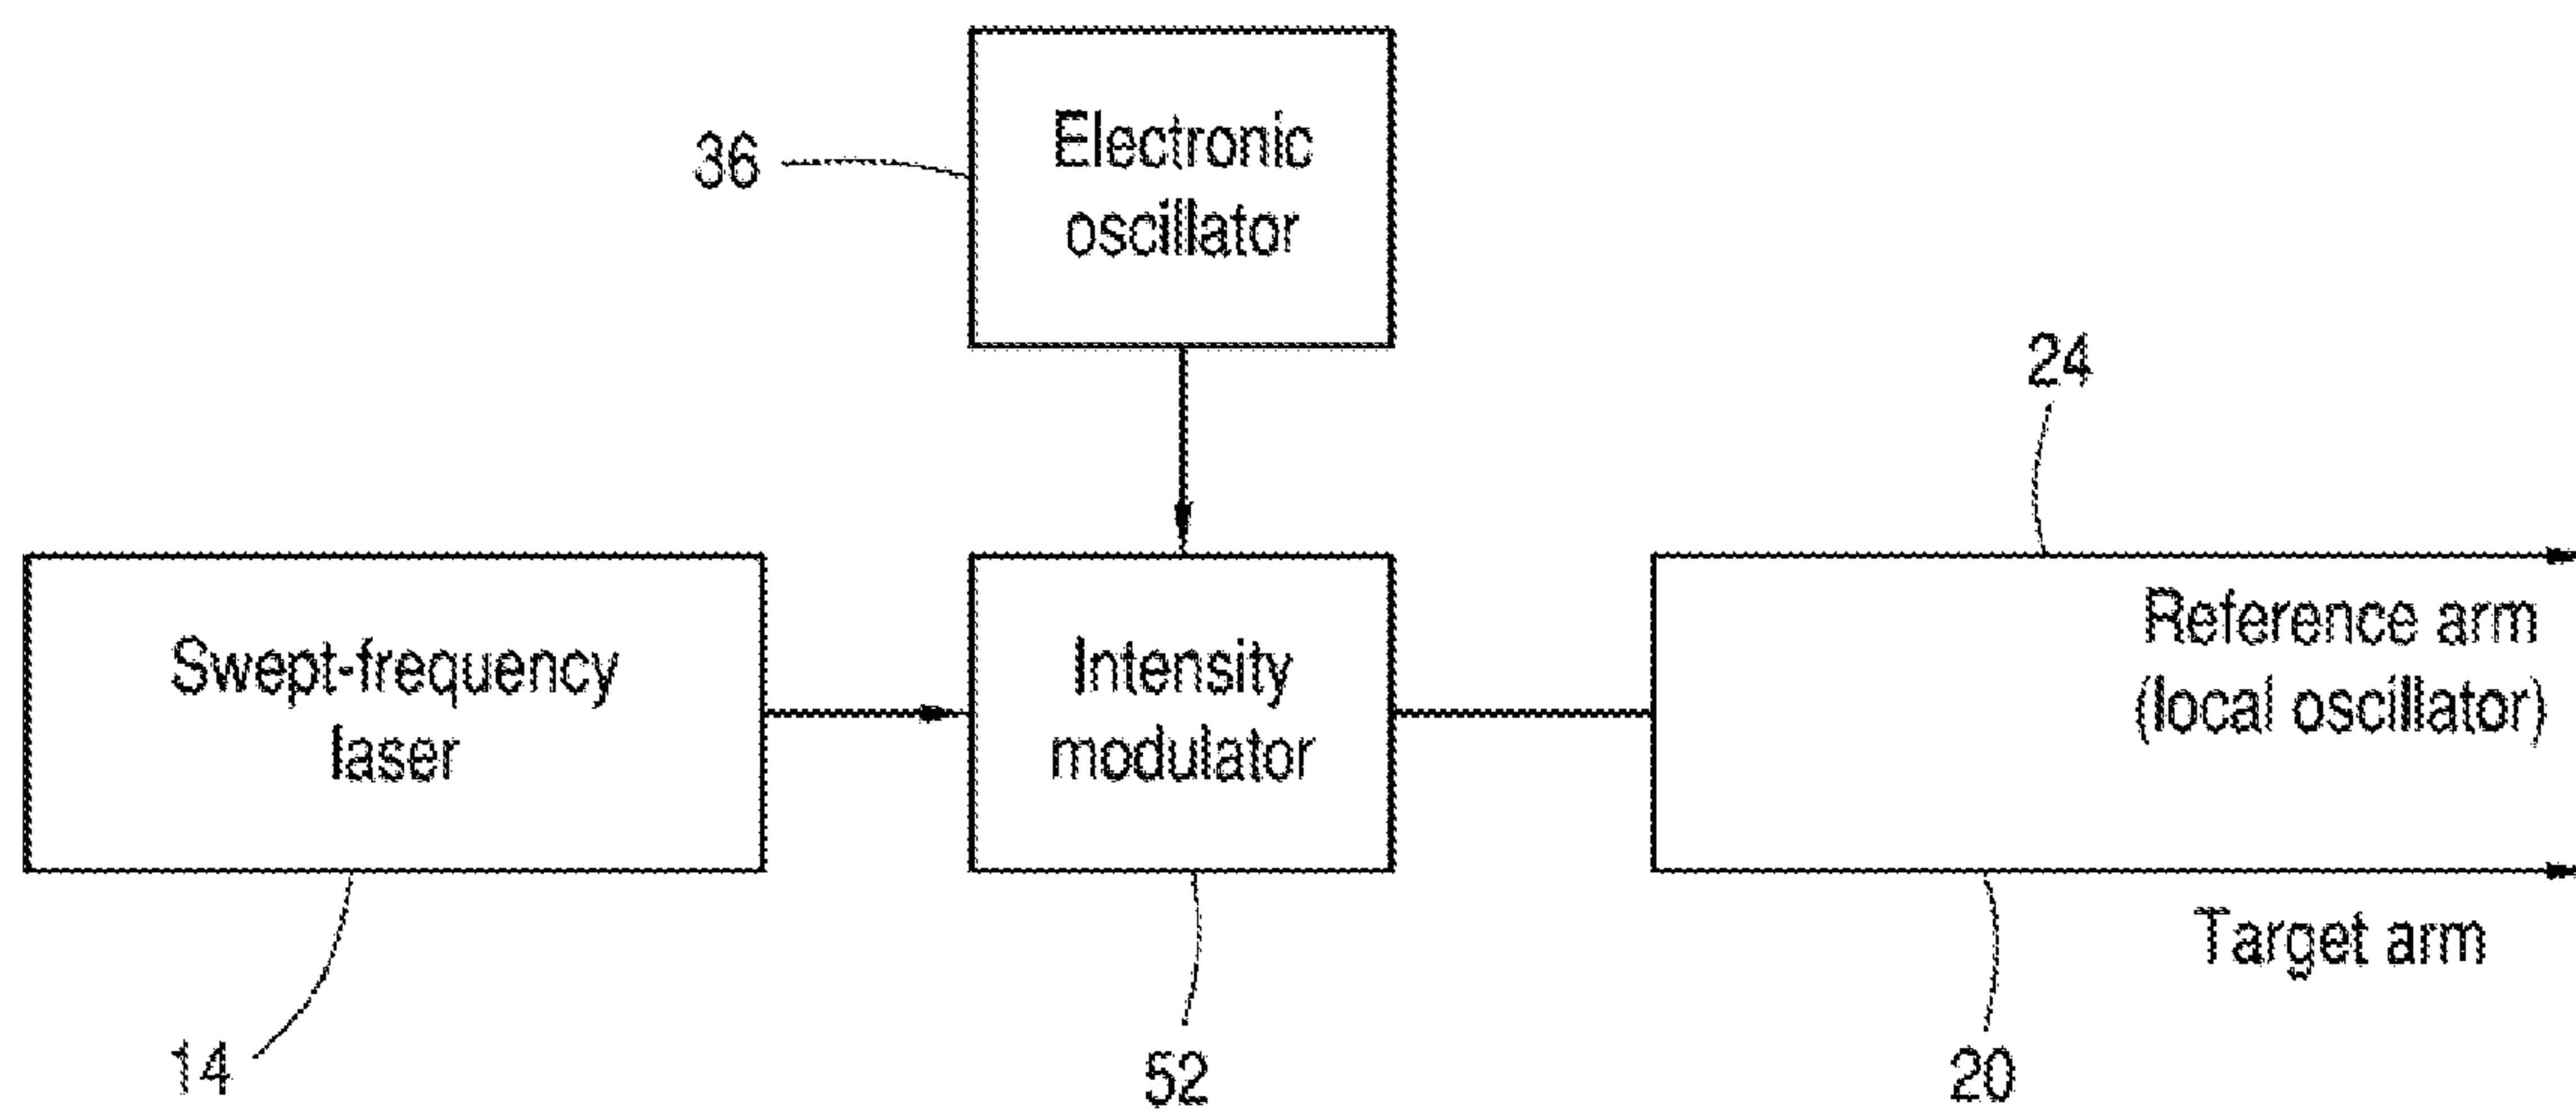 Electronic
oscillator
36
24
Swept-frequency
laser
Intensity
modulator
Reference arm
(local oscillator)
Target arm
14
52
20